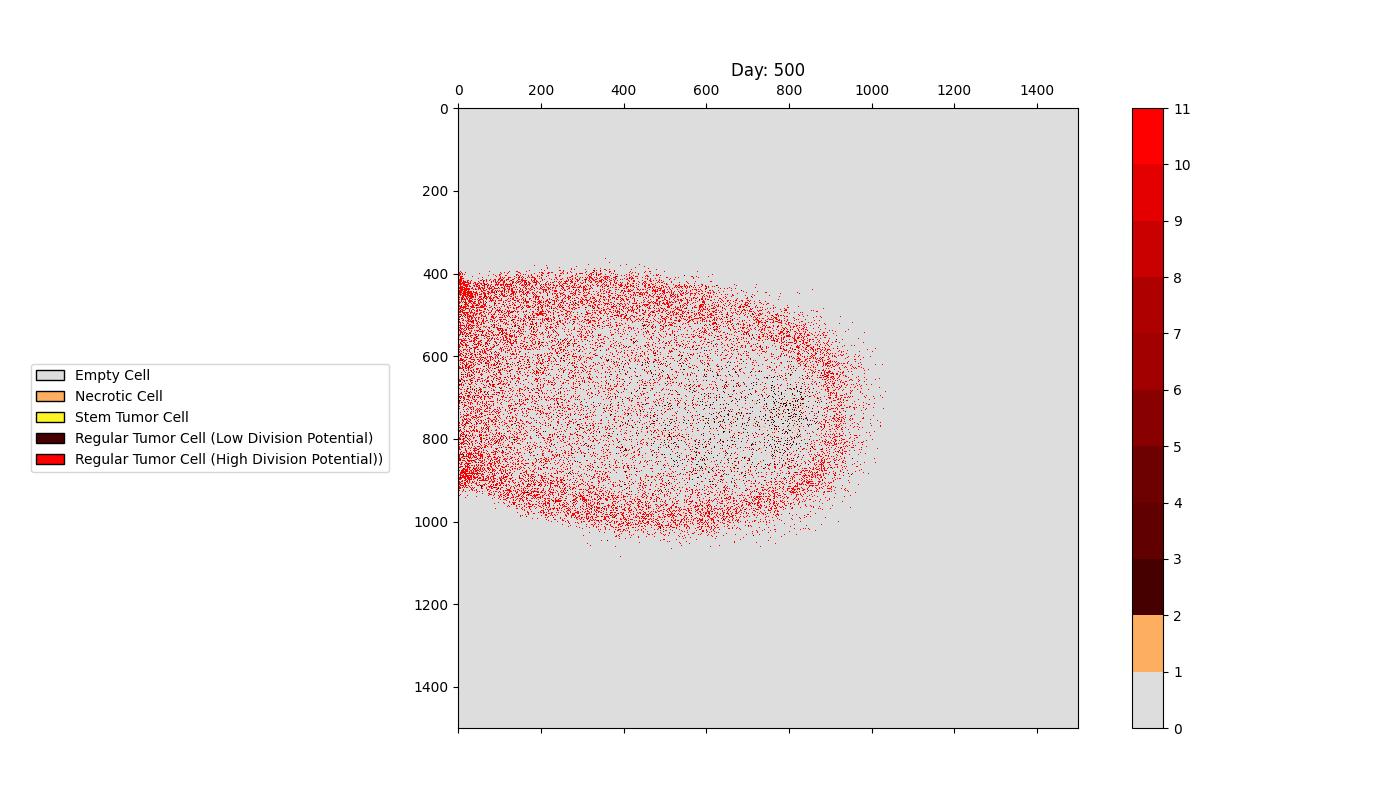 Day: 500
0 200 400 600 800 1000 1200 1400
0
200
400
600
800
1000
1200
1400
Empty Cell
Necrotic Cell
Stem Tumor Cell
Regular Tumor Cell (Low Division Potential)
Regular Tumor Cell (High Division Potential))
11
10
9
8
7
6
5
4
3
2
1
0